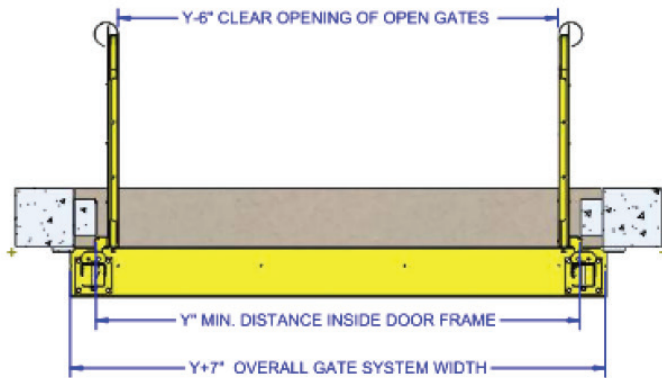 Y-6" CLEAR OPENING OF OPEN GATES
Y" MIN. DISTANCE INSIDE DOOR FRAME
Y+7" OVERALL GATE SYSTEM WIDTH